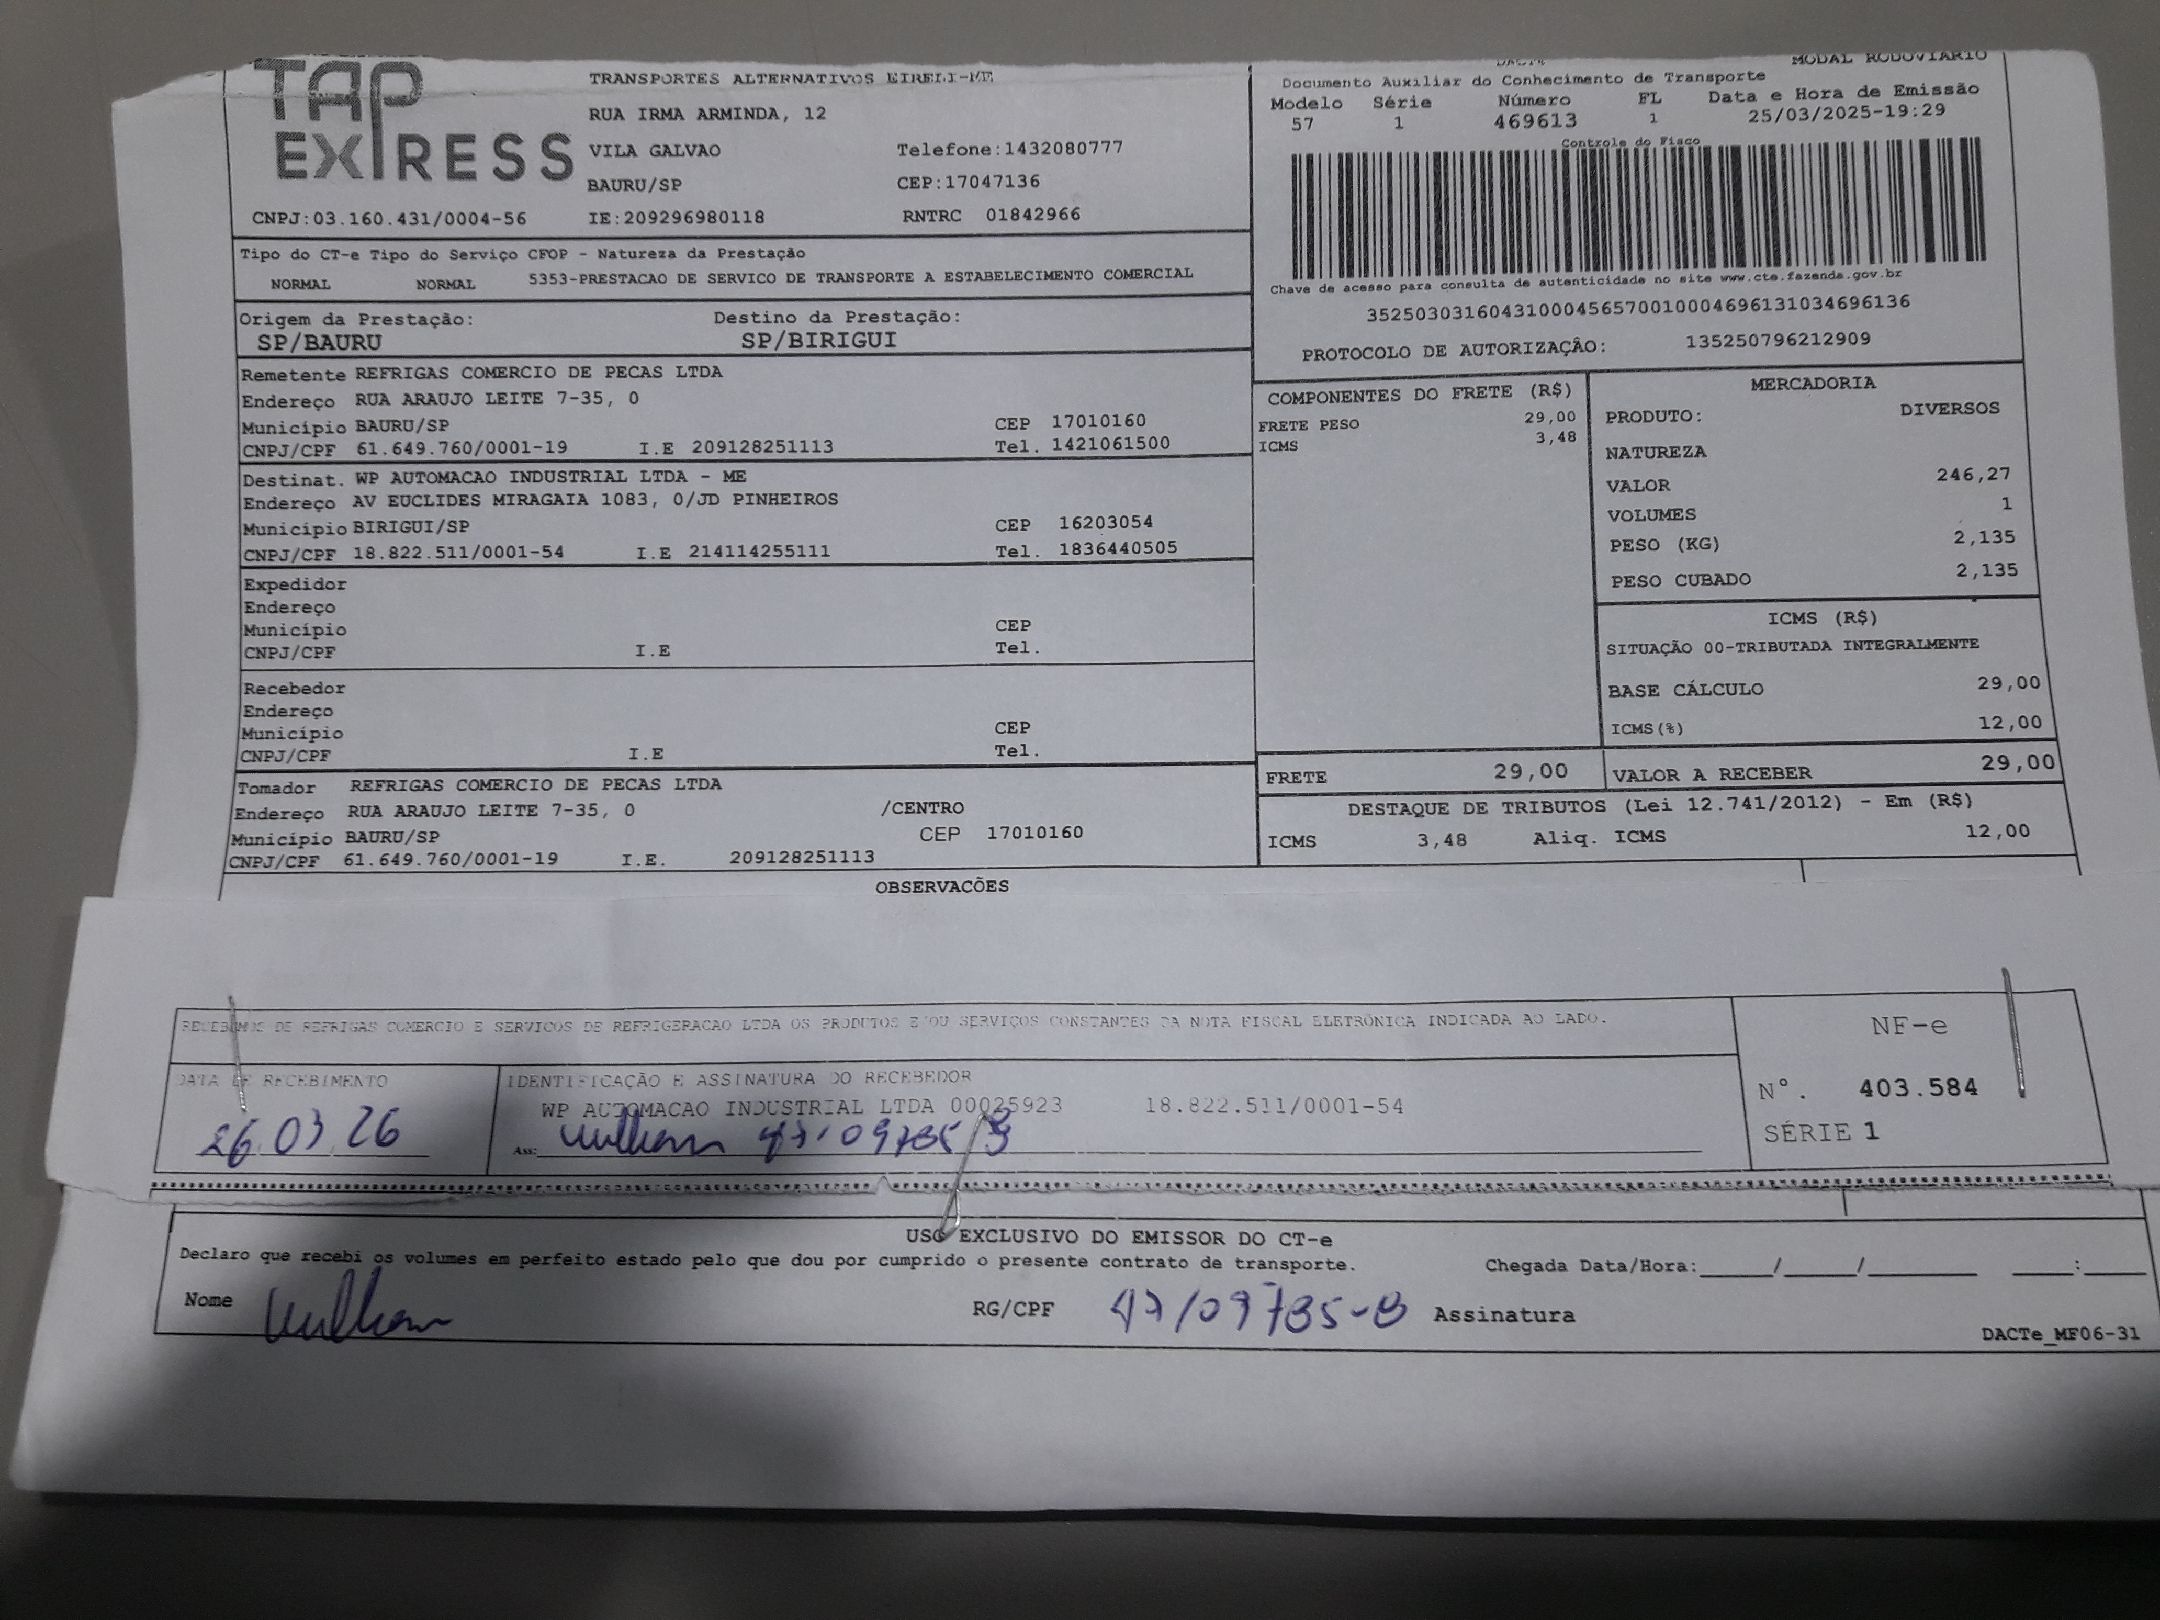 TAP EXPRESS
TRANSPORTES ALTERNATIVOS EIRELI-ME
RUA IRMA ARMINDA, 12
VILA GALVAO Telefone:1432080777
BAURU/SP CEP:17047136
CNPJ:03.160.431/0004-56 IE:209296980118 RNTRC 01842966
MODAL RODOVIÁRIO
Documento Auxiliar do Conhecimento de Transporte
Modelo Série Número FL Data e Hora de Emissão
57 1 469613 1 25/03/2025-19:29
Controle do Fisco
Chave de acesso para consulta de autenticidade no site www.cte.fazenda.gov.br
35250303160431000456570010004696131034696136
PROTOCOLO DE AUTORIZAÇÃO: 135250796212909
Tipo do CT-e Tipo do Serviço CFOP - Natureza da Prestação
NORMAL NORMAL 5353-PRESTACAO DE SERVICO DE TRANSPORTE A ESTABELECIMENTO COMERCIAL
Origem da Prestação: Destino da Prestação:
SP/BAURU SP/BIRIGUI
Remetente REFRIGAS COMERCIO DE PECAS LTDA
Endereço RUA ARAUJO LEITE 7-35, 0
Município BAURU/SP CEP 17010160
CNPJ/CPF 61.649.760/0001-19 I.E 209128251113 Tel. 1421061500
Destinat. WP AUTOMACAO INDUSTRIAL LTDA - ME
Endereço AV EUCLIDES MIRAGAIA 1083, 0/JD PINHEIROS
Município BIRIGUI/SP CEP 16203054
CNPJ/CPF 18.822.511/0001-54 I.E 214114255111 Tel. 1836440505
Expedidor
Endereço
Município CEP
CNPJ/CPF I.E Tel.
Recebedor
Endereço
Município CEP
CNPJ/CPF I.E Tel.
Tomador REFRIGAS COMERCIO DE PECAS LTDA
Endereço RUA ARAUJO LEITE 7-35, 0 /CENTRO
Município BAURU/SP CEP 17010160
CNPJ/CPF 61.649.760/0001-19 I.E. 209128251113
COMPONENTES DO FRETE (R$)
FRETE PESO 29,00
ICMS 3,48
MERCADORIA
PRODUTO: DIVERSOS
NATUREZA
VALOR 246,27
VOLUMES 1
PESO (KG) 2,135
PESO CUBADO 2,135
ICMS (R$)
SITUAÇÃO 00-TRIBUTADA INTEGRALMENTE
BASE CÁLCULO 29,00
ICMS(%) 12,00
FRETE 29,00 VALOR A RECEBER 29,00
DESTAQUE DE TRIBUTOS (Lei 12.741/2012) - Em (R$)
ICMS 3,48 Aliq. ICMS 12,00
OBSERVACÕES
RECEBEMOS DE REFRIGAS COMERCIO E SERVICOS DE REFRIGERACAO LTDA OS PRODUTOS E/OU SERVIÇOS CONSTANTES DA NOTA FISCAL ELETRÔNICA INDICADA AO LADO.
NF-e
Nº. 403.584
SÉRIE 1
DATA DE RECEBIMENTO
26.03.26
IDENTIFICAÇÃO E ASSINATURA DO RECEBEDOR
WP AUTOMACAO INDUSTRIAL LTDA 00025923 18.822.511/0001-54
Ass:
USO EXCLUSIVO DO EMISSOR DO CT-e
Declaro que recebi os volumes em perfeito estado pelo que dou por cumprido o presente contrato de transporte. Chegada Data/Hora:____/____/______ ___:____
Nome RG/CPF Assinatura
DACTe_MF06-31